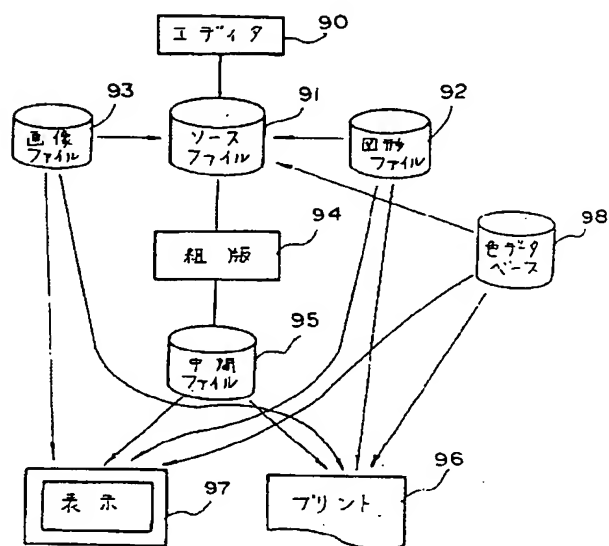 エディタ
90
93
91
92
画像
ファイル
ソース
ファイル
図形
ファイル
98
色データ
ベース
94
組版
95
中間
ファイル
96
表示
97
プリント